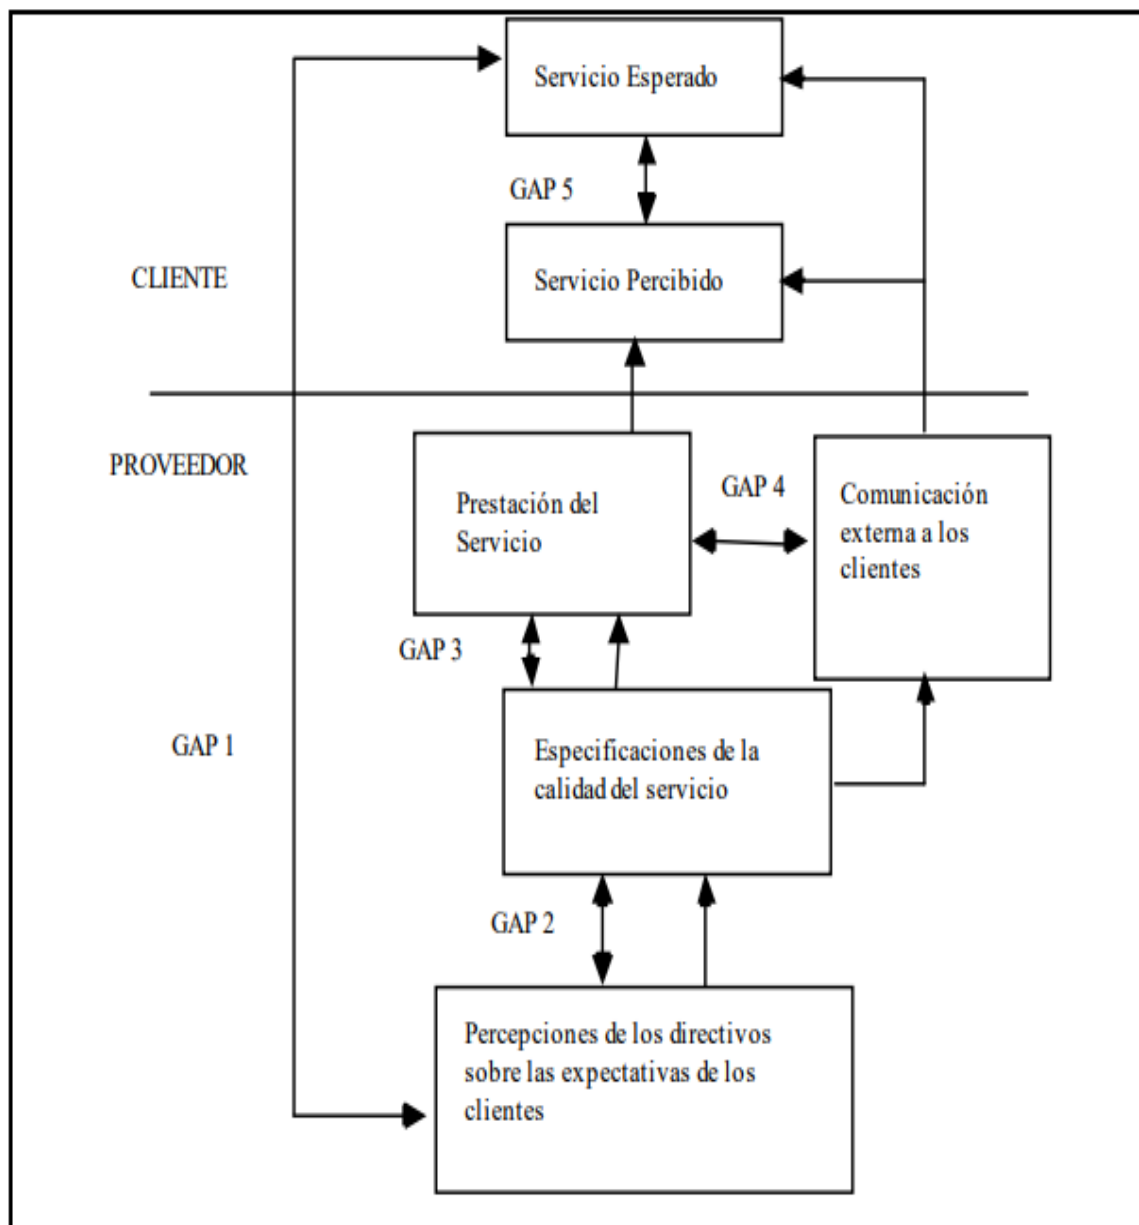 Servicio Esperado
GAP 5
CLIENTE
Servicio Percibido
PROVEEDOR
Prestación del
Servicio
GAP 4
Comunicación
externa a los
clientes
GAP 3
GAP 1
Especificaciones de la
calidad del servicio
GAP 2
Percepciones de los directivos
sobre las expectativas de los
clientes